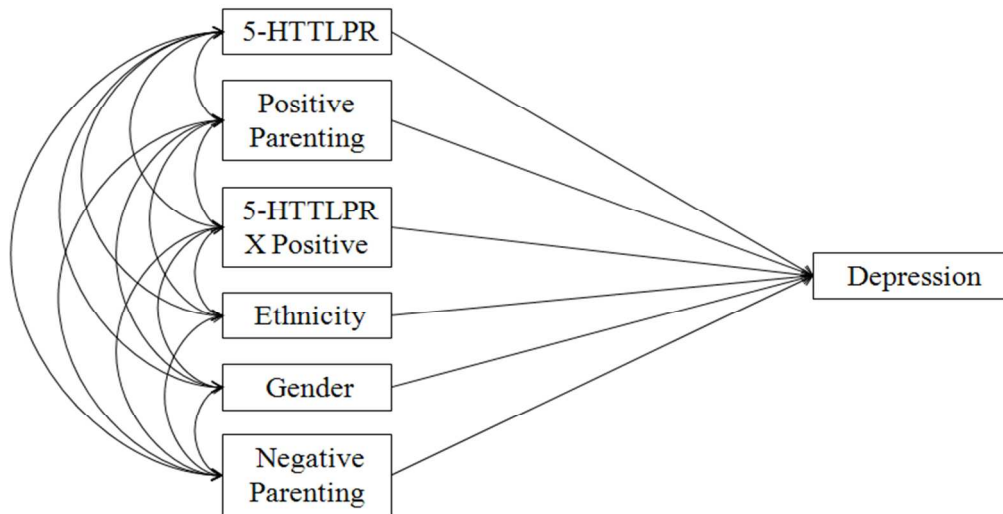 5-HTTLPR
Positive
Parenting
5-HTTLPR
X Positive
Ethnicity
Gender
Negative
Parenting
Depression